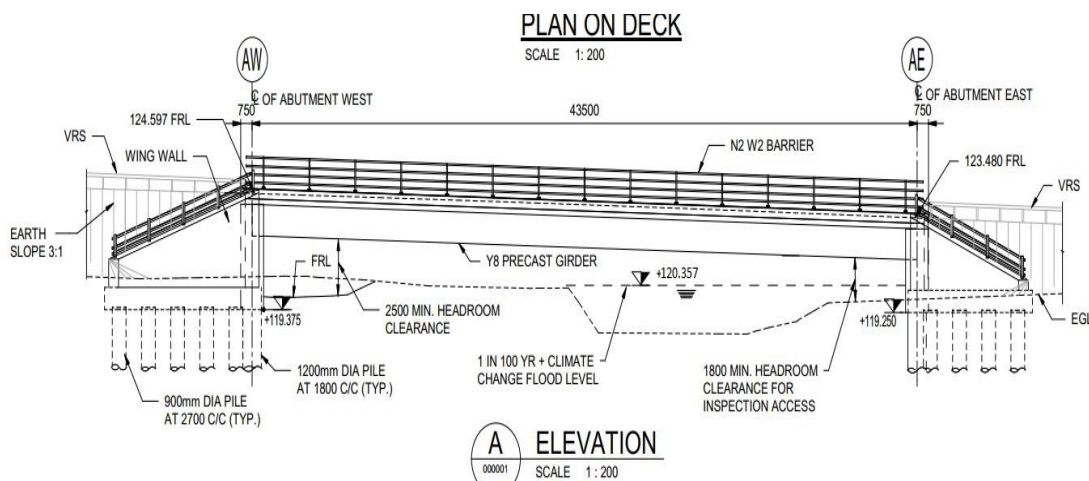 PLAN ON DECK
SCALE 1: 200
AW
AE
℄ OF ABUTMENT WEST
℄ OF ABUTMENT EAST
750
43500
750
124.597 FRL
VRS
WING WALL
N2 W2 BARRIER
123.480 FRL
VRS
EARTH
SLOPE 3:1
FRL
Y8 PRECAST GIRDER
+120.357
2500 MIN. HEADROOM
CLEARANCE
+119.375
+119.250
EGL
1200mm DIA PILE
AT 1800 C/C (TYP.)
1 IN 100 YR + CLIMATE
CHANGE FLOOD LEVEL
1800 MIN. HEADROOM
CLEARANCE FOR
INSPECTION ACCESS
900mm DIA PILE
AT 2700 C/C (TYP.)
A
000001
ELEVATION
SCALE 1 : 200